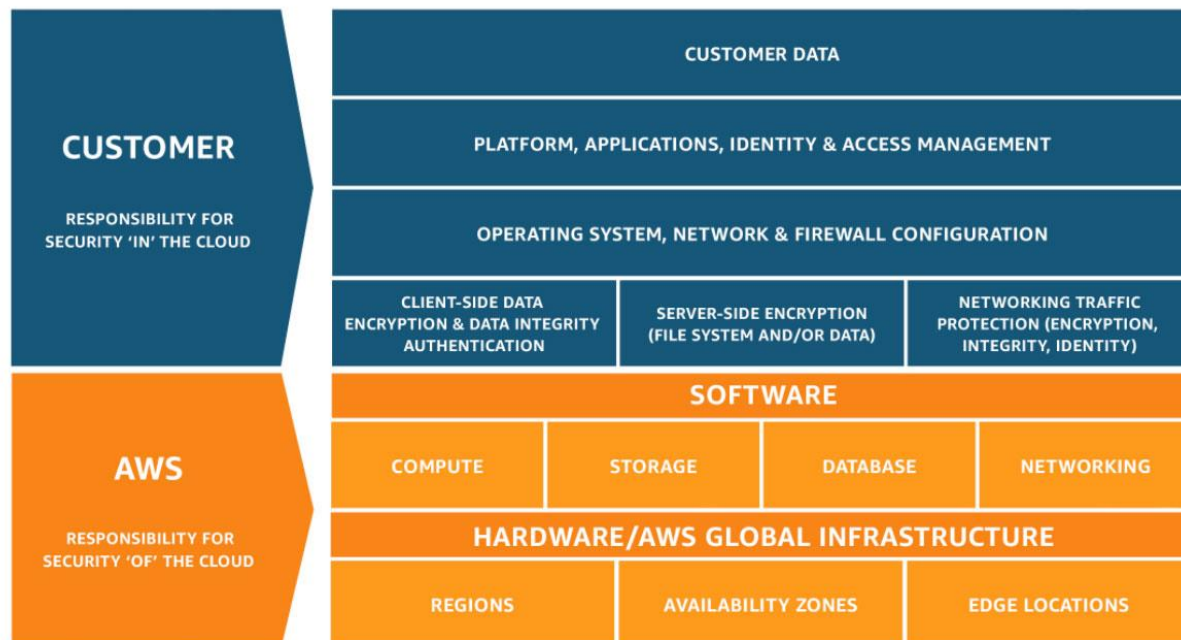 CUSTOMER
RESPONSIBILITY FOR
SECURITY ‘IN’ THE CLOUD
CUSTOMER DATA
PLATFORM, APPLICATIONS, IDENTITY & ACCESS MANAGEMENT
OPERATING SYSTEM, NETWORK & FIREWALL CONFIGURATION
CLIENT-SIDE DATA
ENCRYPTION & DATA INTEGRITY
AUTHENTICATION
SERVER-SIDE ENCRYPTION
(FILE SYSTEM AND/OR DATA)
NETWORKING TRAFFIC
PROTECTION (ENCRYPTION,
INTEGRITY, IDENTITY)
AWS
RESPONSIBILITY FOR
SECURITY ‘OF’ THE CLOUD
SOFTWARE
COMPUTE
STORAGE
DATABASE
NETWORKING
HARDWARE/AWS GLOBAL INFRASTRUCTURE
REGIONS
AVAILABILITY ZONES
EDGE LOCATIONS